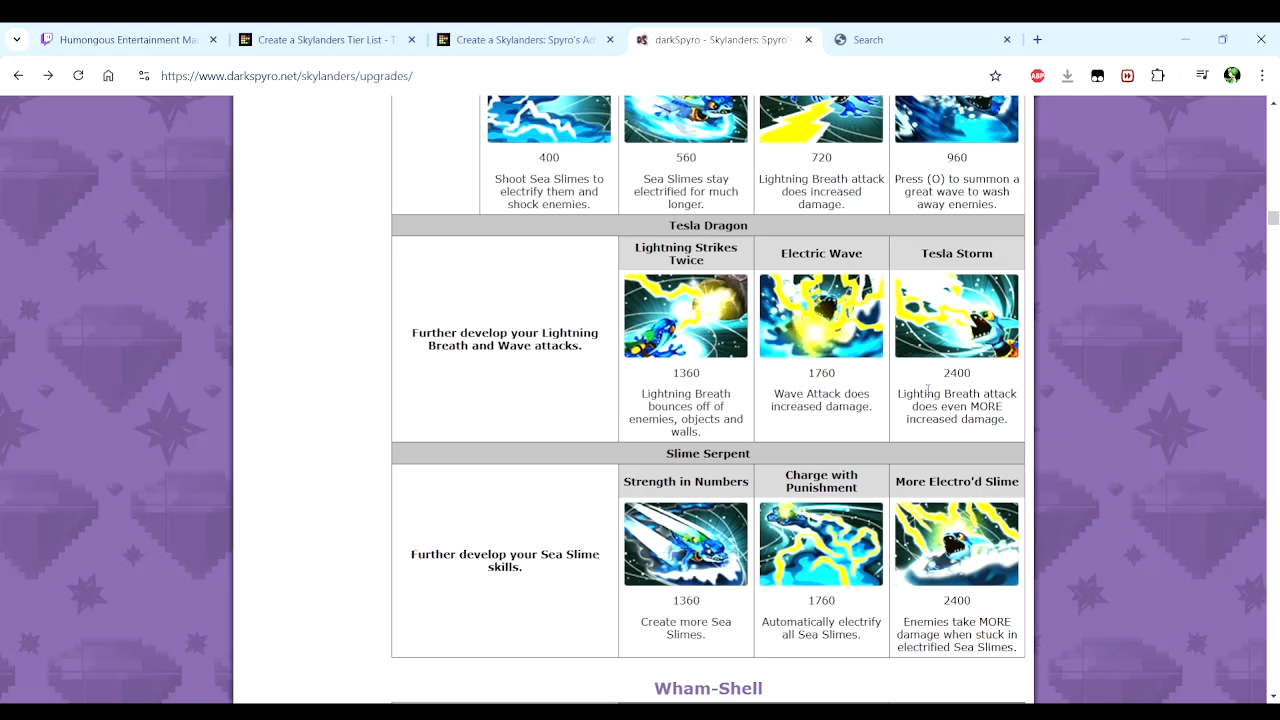 Humongous Entertainment Ma
Create a Skylanders Tier List - T
Create a Skylanders: Spyro's Ad
darkSpyro - Skylanders: Spyro'
Search
https://www.darkspyro.net/skylanders/upgrades/
ABP
400
560
720
960
Shoot Sea Slimes to
electrify them and
shock enemies.
Sea Slimes stay
electrified for much
longer.
Lightning Breath attack
does increased
damage.
Press (O) to summon a
great wave to wash
away enemies.
Tesla Dragon
Further develop your Lightning
Breath and Wave attacks.
Lightning Strikes
Twice
Electric Wave
Tesla Storm
1360
1760
2400
Lightning Breath
bounces off of
enemies, objects and
walls.
Wave Attack does
increased damage.
Lighting Breath attack
does even MORE
increased damage.
Slime Serpent
Further develop your Sea Slime
skills.
Strength in Numbers
Charge with
Punishment
More Electro'd Slime
1360
1760
2400
Create more Sea
Slimes.
Automatically electrify
all Sea Slimes.
Enemies take MORE
damage when stuck in
electrified Sea Slimes.
Wham-Shell